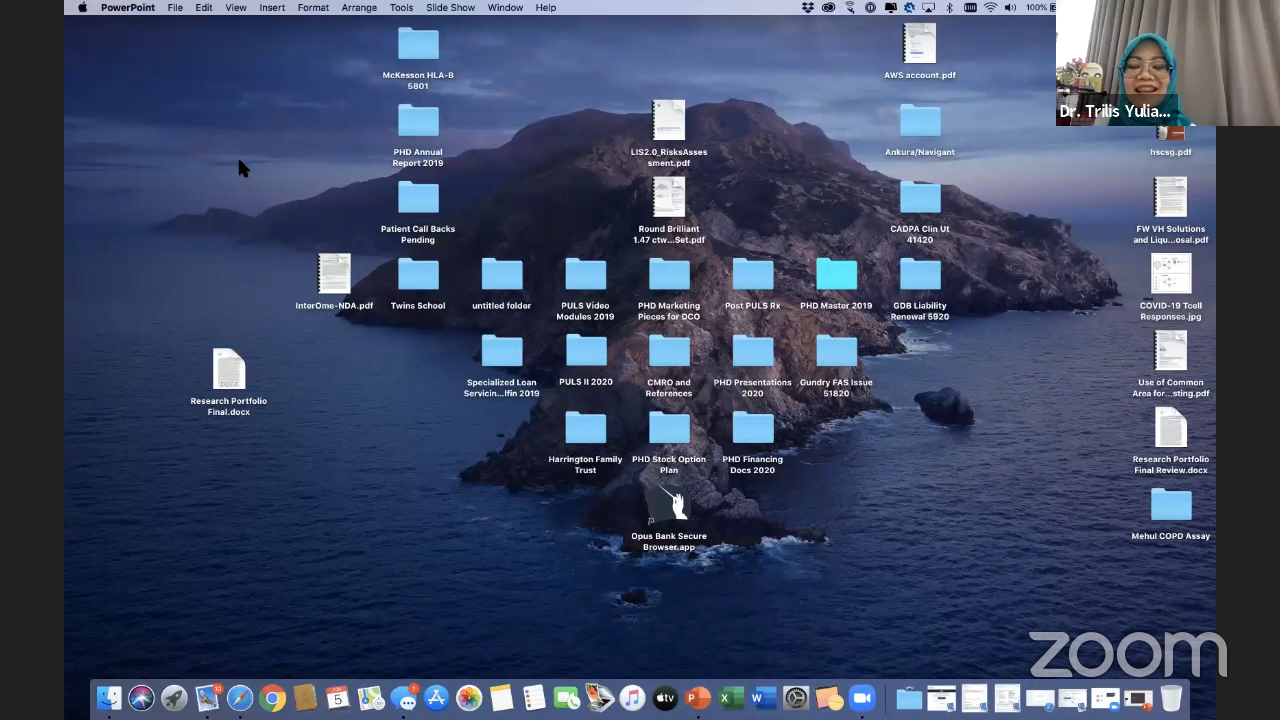 PowerPoint File Edit View Insert Format Arrange Tools Slide Show Window Help
100%
McKesson HLA-B
5801
AWS account.pdf
Dr. Trilis Yulia...
PHD Annual
Report 2019
LIS2.0_RisksAsses
sment.pdf
Ankura/Navigant
hscsg.pdf
Patient Call Backs
Pending
Round Brilliant
1.47 ctw...Set.pdf
CADPA Clin Ut
41420
FW VH Solutions
and Liqu...osal.pdf
InterOme-NDA.pdf
Twins School
untitled folder
PULS Video
Modules 2019
PHD Marketing
Pieces for DCO
Post PULS Rx
PHD Master 2019
GDB Liability
Renewal 5920
COVID-19 Tcell
Responses.jpg
DOCX
Research Portfolio
Final.docx
Specialized Loan
Servicin...lfin 2019
PULS II 2020
CMRO and
References
PHD Presentations
2020
Gundry FAS Issue
51820
Use of Common
Area for...sting.pdf
Harrington Family
Trust
PHD Stock Option
Plan
PHD Financing
Docs 2020
Research Portfolio
Final Review.docx
Opus Bank Secure
Browser.app
Mehul COPD Assay
zoom
10
5
1
tv
P
X
W